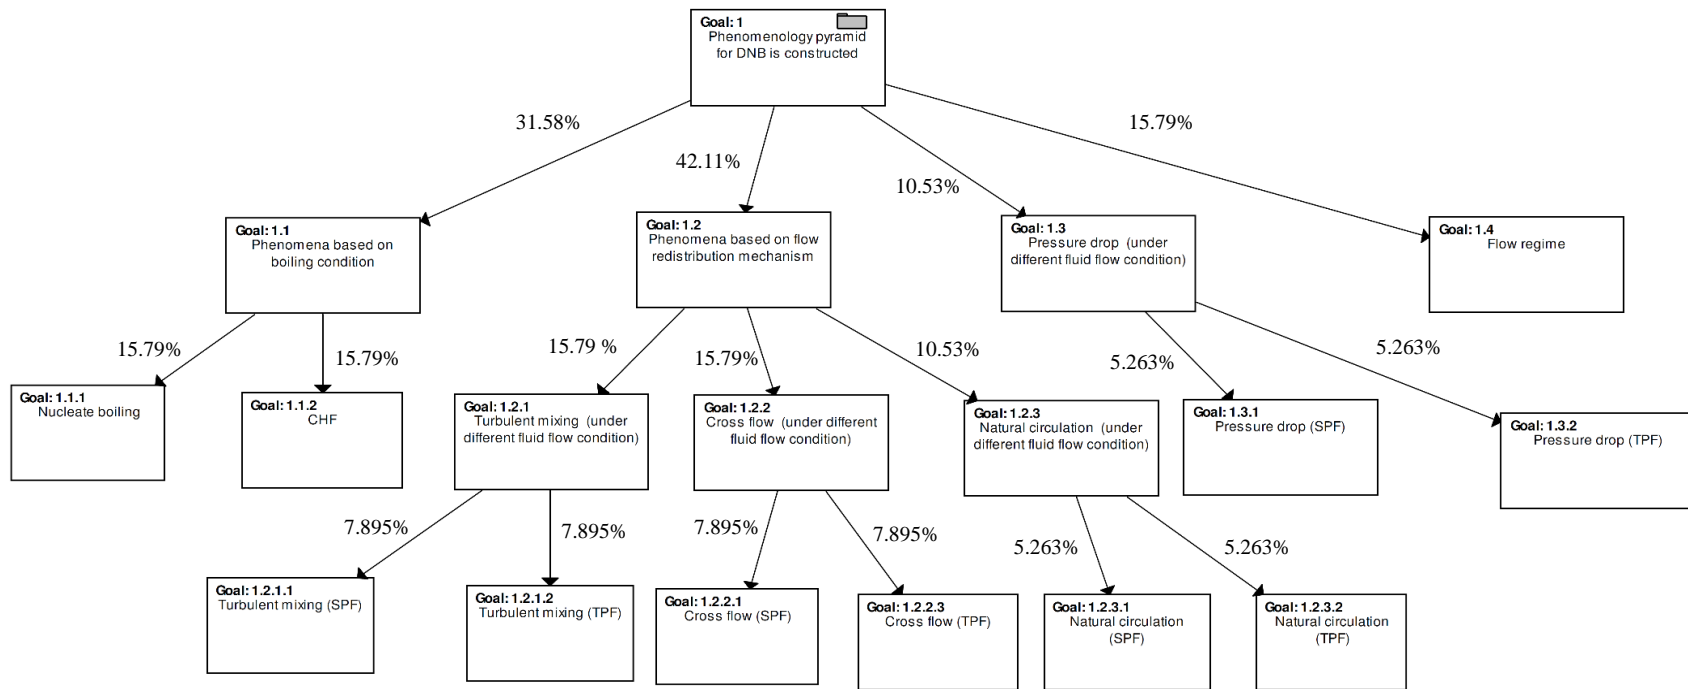 Goal: 1
Phenomenology pyramid
for DNB is constructed
31.58%
42.11%
10.53%
15.79%
Goal: 1.1
Phenomena based on
boiling condition
Goal: 1.2
Phenomena based on flow
redistribution mechanism
Goal: 1.3
Pressure drop (under
different fluid flow condition)
Goal: 1.4
Flow regime
15.79%
15.79%
15.79 %
15.79%
10.53%
5.263%
5.263%
Goal: 1.1.1
Nucleate boiling
Goal: 1.1.2
CHF
Goal: 1.2.1
Turbulent mixing (under
different fluid flow condition)
Goal: 1.2.2
Cross flow (under different
fluid flow condition)
Goal: 1.2.3
Natural circulation (under
different fluid flow condition)
Goal: 1.3.1
Pressure drop (SPF)
Goal: 1.3.2
Pressure drop (TPF)
7.895%
7.895%
7.895%
7.895%
5.263%
5.263%
Goal: 1.2.1.1
Turbulent mixing (SPF)
Goal: 1.2.1.2
Turbulent mixing (TPF)
Goal: 1.2.2.1
Cross flow (SPF)
Goal: 1.2.2.3
Cross flow (TPF)
Goal: 1.2.3.1
Natural circulation
(SPF)
Goal: 1.2.3.2
Natural circulation
(TPF)